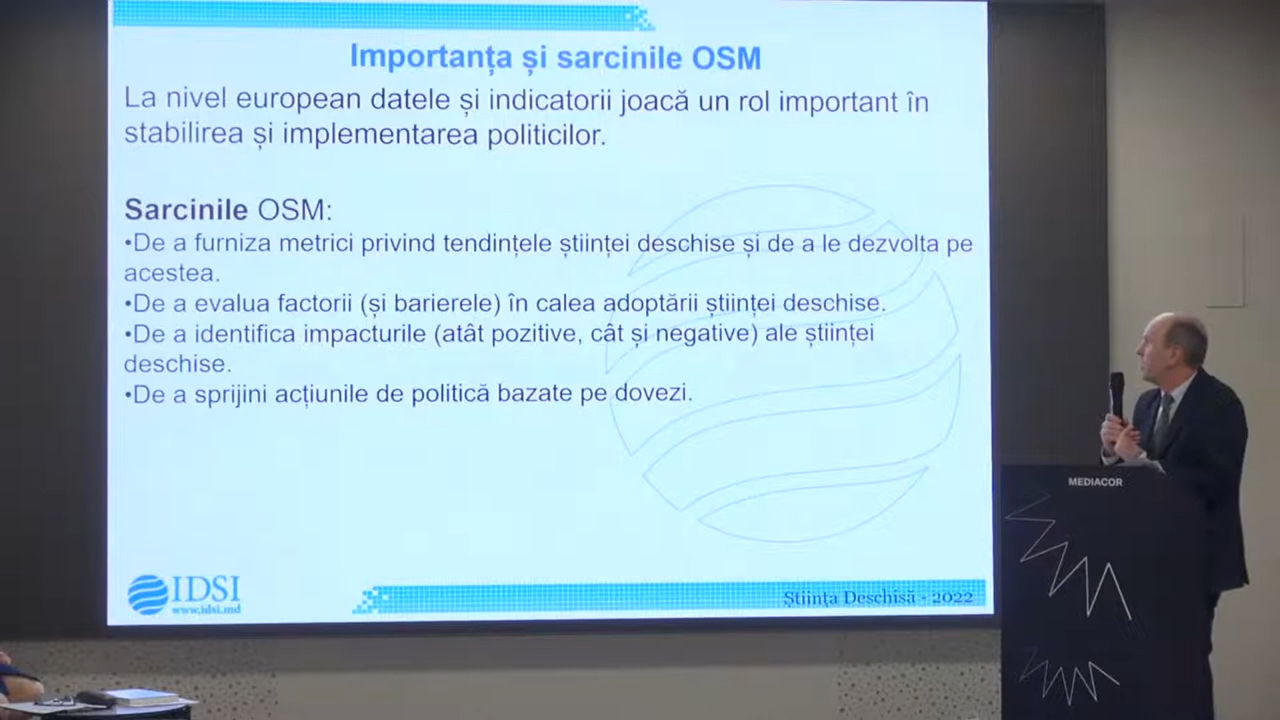 Importanța și sarcinile OSM
La nivel european datele și indicatorii joacă un rol important în
stabilirea și implementarea politicilor.
Sarcinile OSM:
•De a furniza metrici privind tendințele științei deschise și de a le dezvolta pe
acestea.
•De a evalua factorii (și barierele) în calea adoptării științei deschise.
•De a identifica impacturile (atât pozitive, cât și negative) ale științei
deschise.
•De a sprijini acțiunile de politică bazate pe dovezi.
IDSI
www.idsi.md
Știința Deschisă - 2022
MEDIACOR